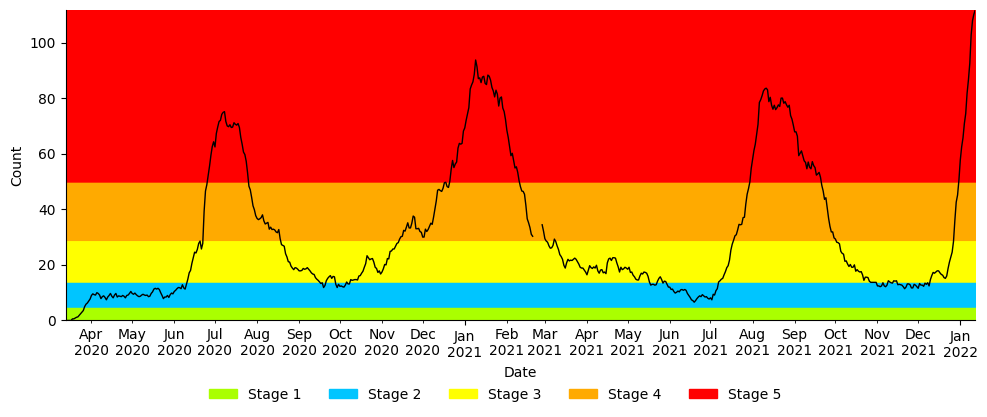 Count
100
80
60
40
20
0
Apr May Jun Jul Aug Sep Oct Nov Dec Jan Feb Mar Apr May Jun Jul Aug Sep Oct Nov Dec Jan
2020 2020 2020 2020 2020 2020 2020 2020 2020 2021 2021 2021 2021 2021 2021 2021 2021 2021 2021 2021 2021 2022
Date
Stage 1 Stage 2 Stage 3 Stage 4 Stage 5